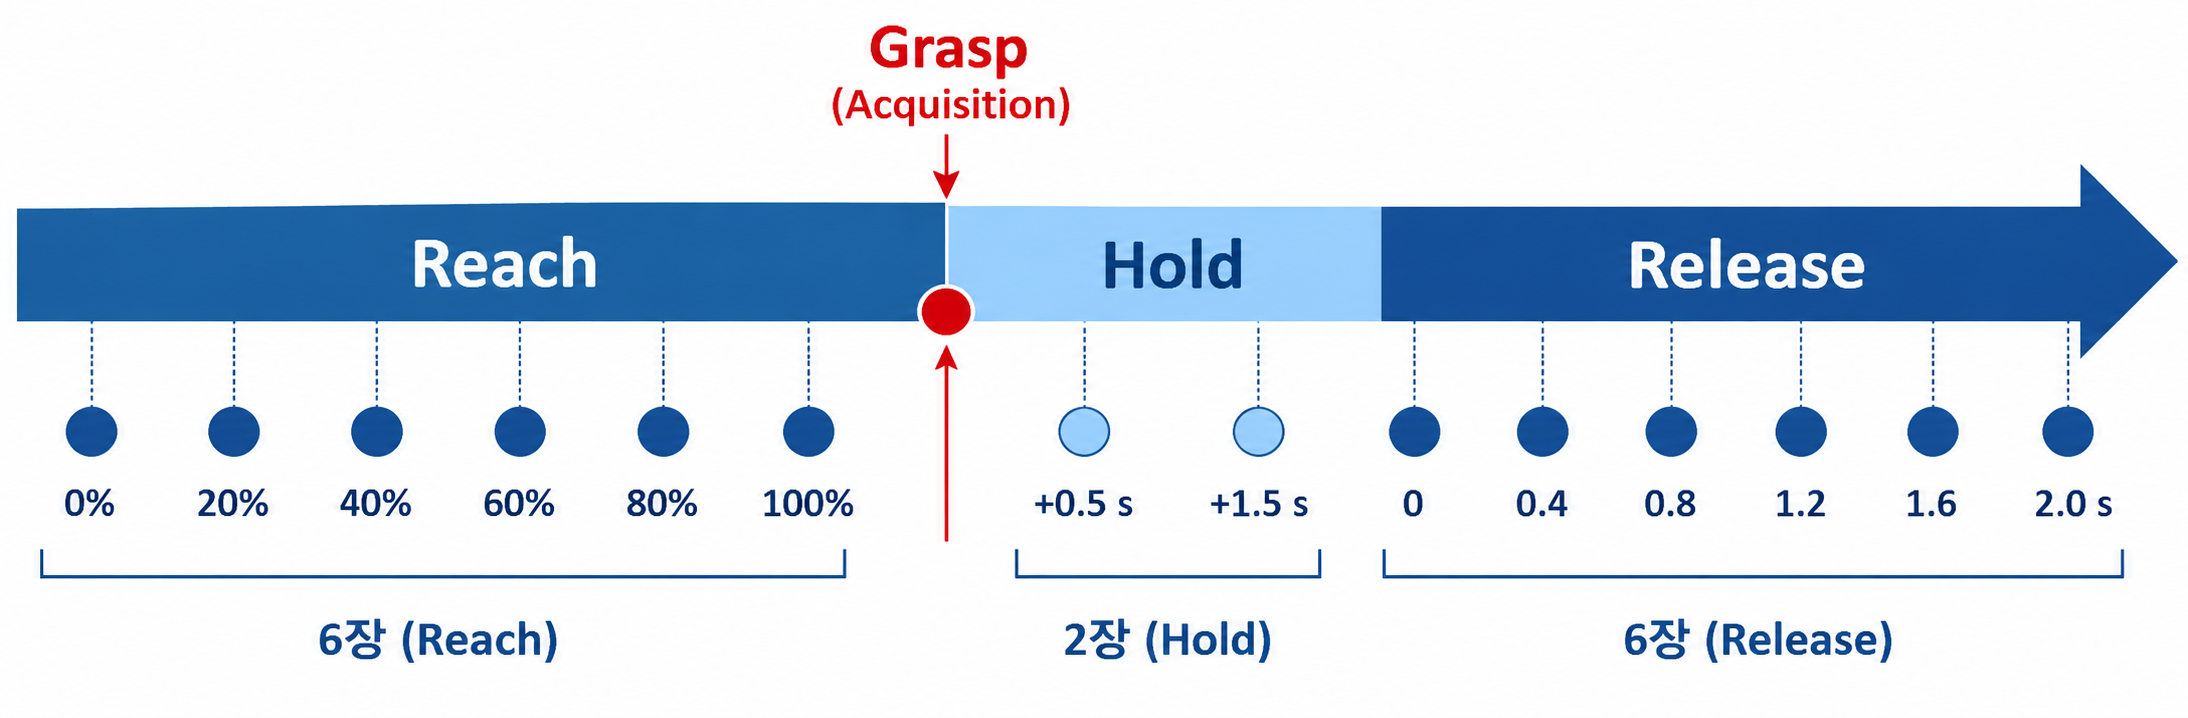 Grasp
(Acquisition)
Reach Hold Release
0% 20% 40% 60% 80% 100% +0.5 s +1.5 s 0 0.4 0.8 1.2 1.6 2.0 s
6장 (Reach) 2장 (Hold) 6장 (Release)